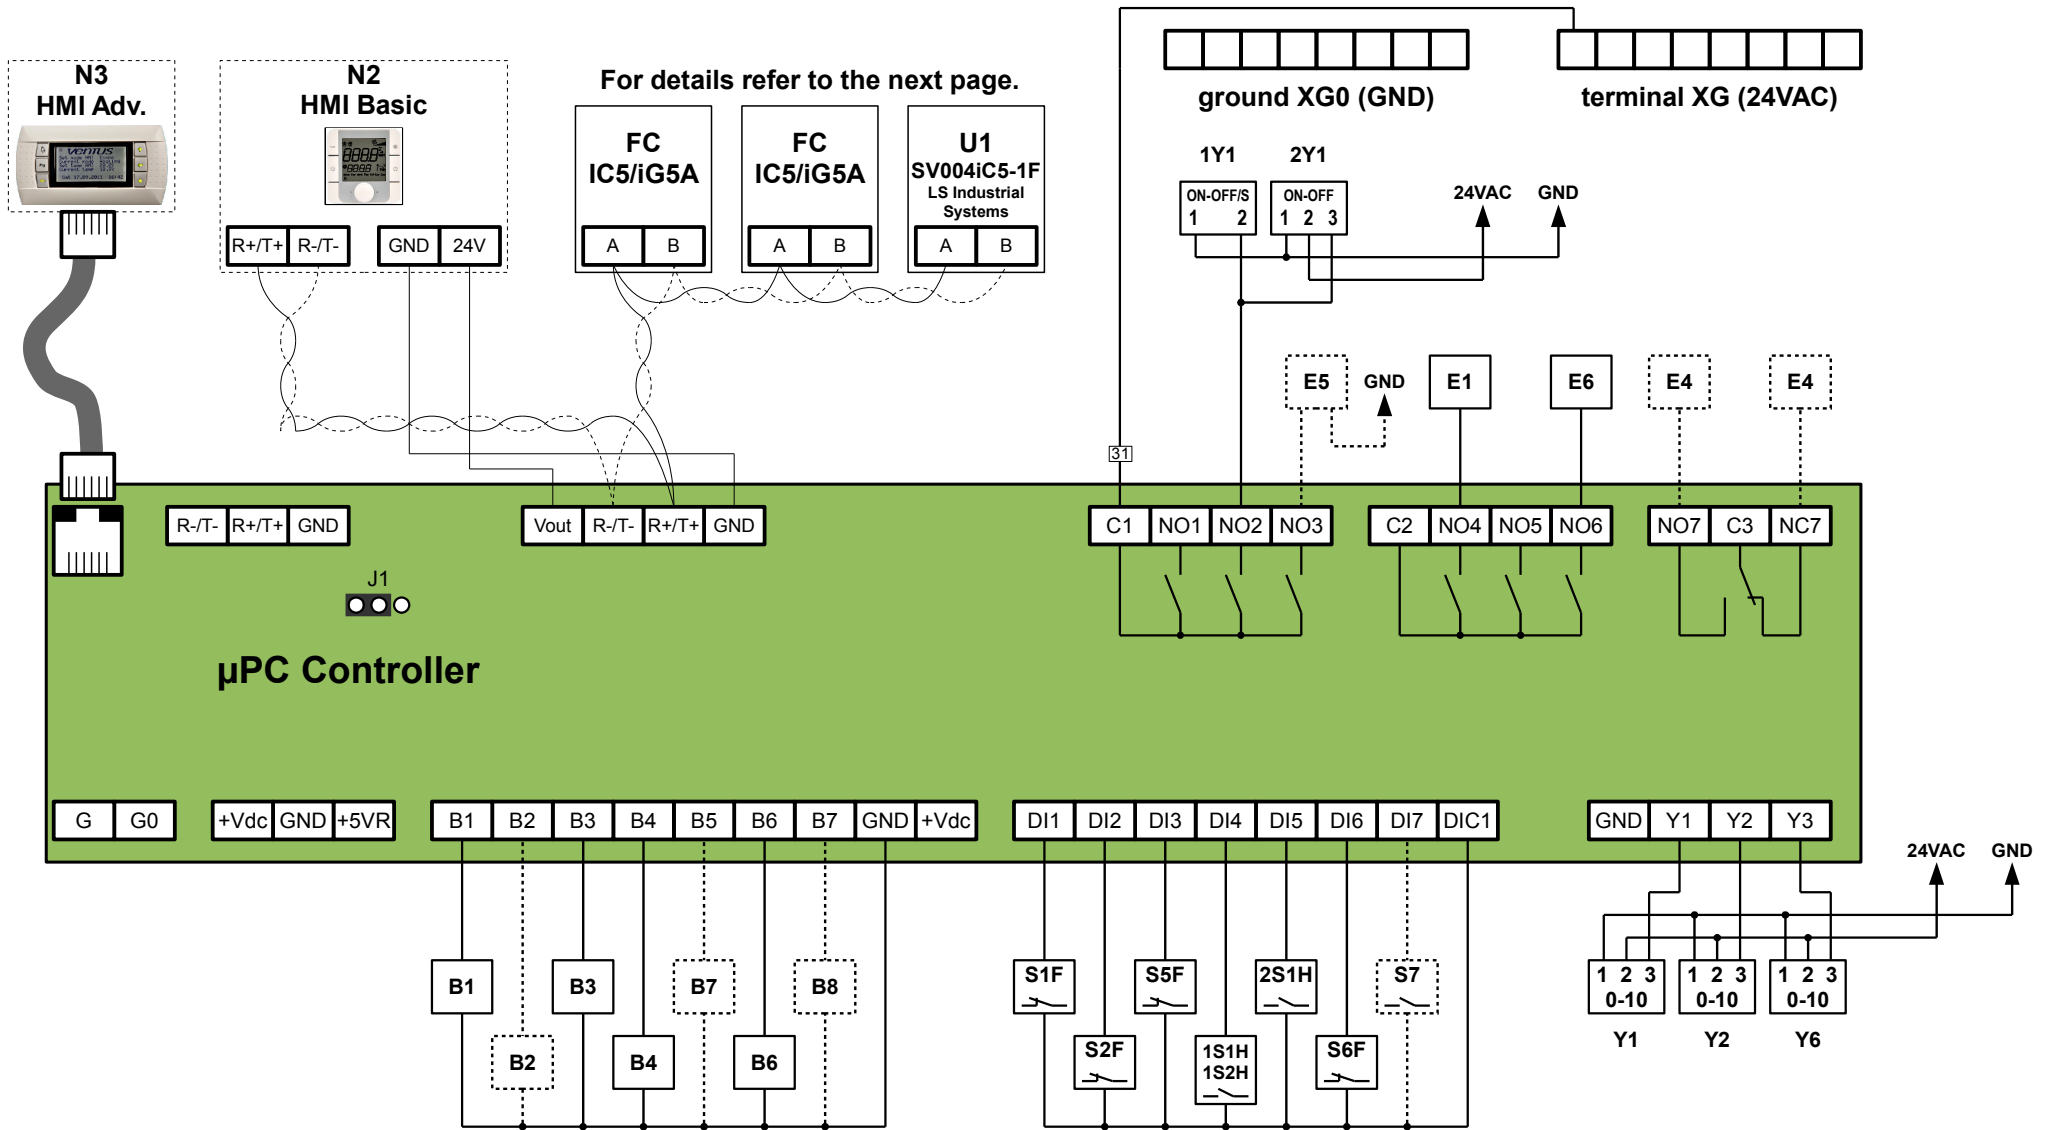 N3
HMI Adv.
VENTUS
N2
HMI Basic
For details refer to the next page.
FC
IC5/iG5A
FC
IC5/iG5A
U1
SV004iC5-1F
LS Industrial
Systems
R+/T+ R-/T- GND 24V
A B
A B
A B
ground XG0 (GND)
terminal XG (24VAC)
1Y1 2Y1
ON-OFF/S
1 2
ON-OFF
1 2 3
24VAC GND
E5 GND E1 E6 E4 E4
31
R-/T- R+/T+ GND
Vout R-/T- R+/T+ GND
C1 NO1 NO2 NO3
C2 NO4 NO5 NO6
NO7 C3 NC7
J1
µPC Controller
G G0
+Vdc GND +5VR
B1 B2 B3 B4 B5 B6 B7 GND +Vdc
DI1 DI2 DI3 DI4 DI5 DI6 DI7 DIC1
GND Y1 Y2 Y3
24VAC GND
B1 B3 B7 B8
B2 B4 B6
S1F S5F 2S1H S7
S2F
1S1H
1S2H
S6F
1 2 3
0-10
1 2 3
0-10
1 2 3
0-10
Y1 Y2 Y6